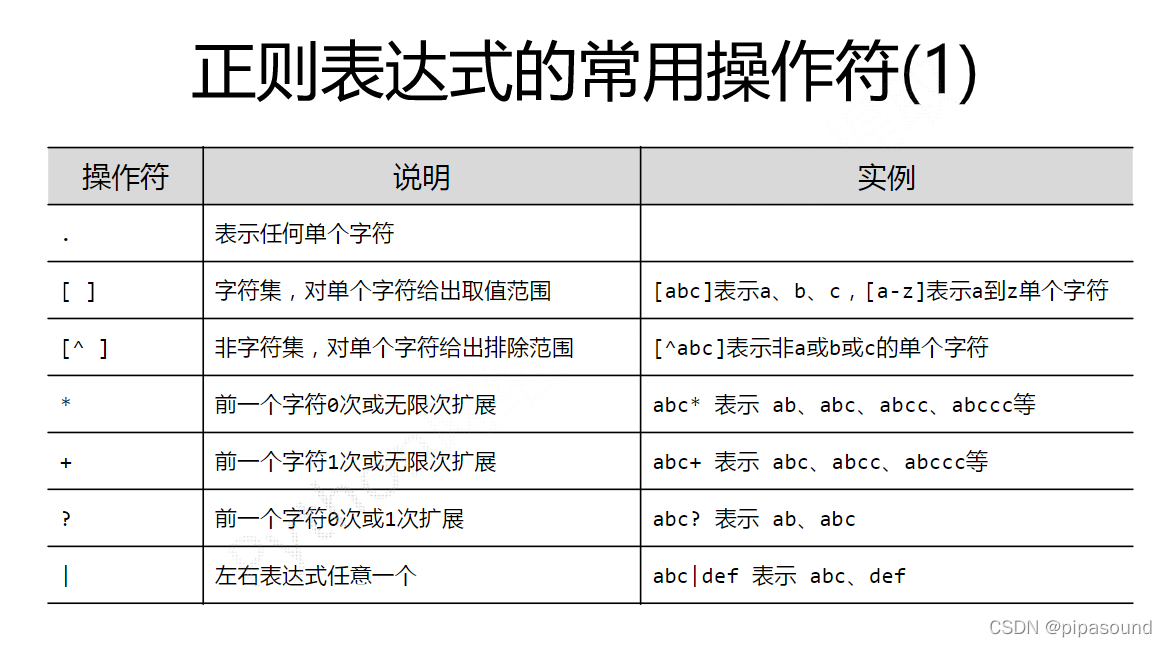 正则表达式的常用操作符(1)
操作符 说明 实例
. 表示任何单个字符
[ ] 字符集，对单个字符给出取值范围 [abc]表示a、b、c，[a-z]表示a到z单个字符
[^ ] 非字符集，对单个字符给出排除范围 [^abc]表示非a或b或c的单个字符
* 前一个字符0次或无限次扩展 abc* 表示 ab、abc、abcc、abccc等
+ 前一个字符1次或无限次扩展 abc+ 表示 abc、abcc、abccc等
? 前一个字符0次或1次扩展 abc? 表示 ab、abc
| 左右表达式任意一个 abc|def 表示 abc、def
CSDN @pipasound